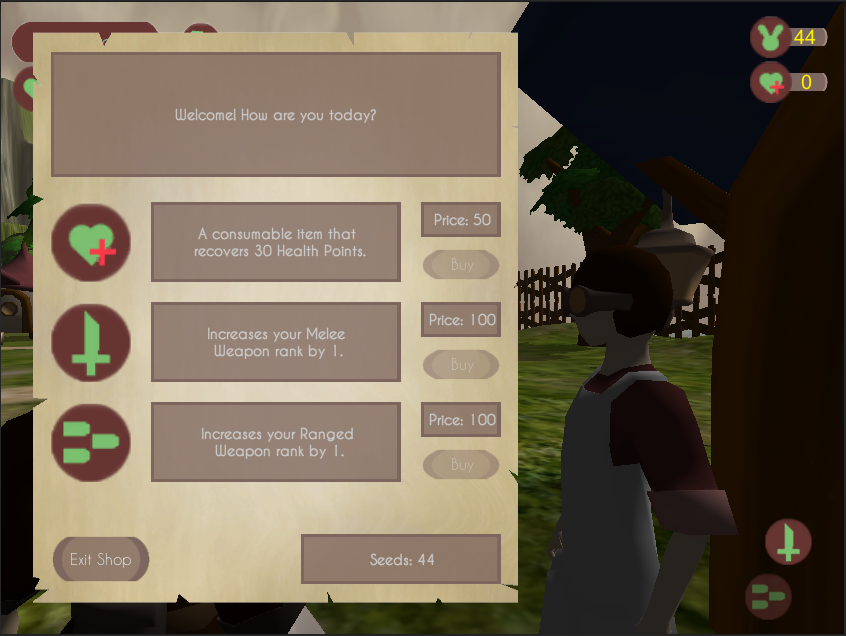 44
0
Welcome! How are you today?
A consumable item that
recovers 30 Health Points.
Price: 50
Buy
Increases your Melee
Weapon rank by 1.
Price: 100
Buy
Increases your Ranged
Weapon rank by 1.
Price: 100
Buy
Exit Shop
Seeds: 44